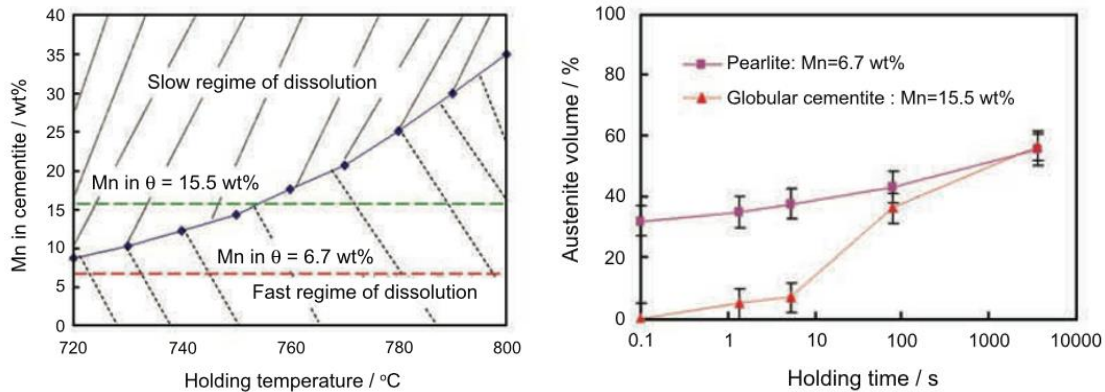 Mn in cementite / wt%
40
35
30
25
20
15
10
5
0
Slow regime of dissolution
Mn in θ = 15.5 wt%
Mn in θ = 6.7 wt%
Fast regime of dissolution
720
740
760
780
800
Holding temperature / °C
Austenite volume / %
100
80
60
40
20
0
Pearlite: Mn=6.7 wt%
Globular cementite : Mn=15.5 wt%
0.1
1
10
100
1000
10000
Holding time / s